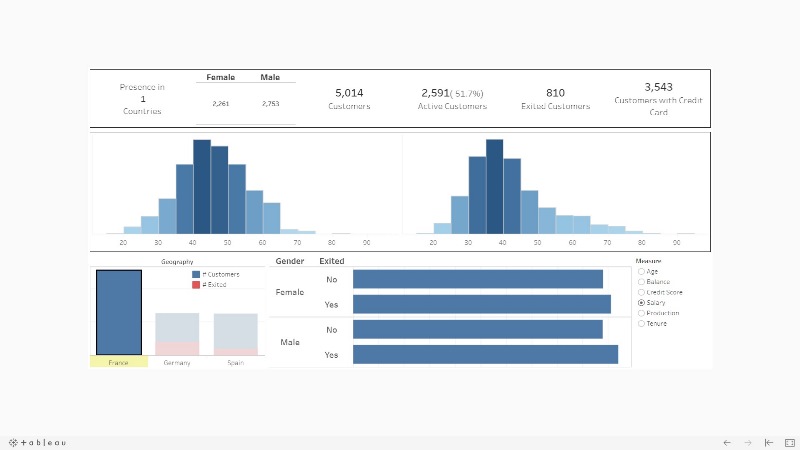 Presence in
1
Countries
Female Male
2,261 2,753
5,014
Customers
2,591( 51.7%)
Active Customers
810
Exited Customers
3,543
Customers with Credit
Card
20 30 40 50 60 70 80 90
20 30 40 50 60 70 80 90
Geography
# Customers
# Exited
France Germany Spain
Gender Exited
Female
No
Yes
Male
No
Yes
Measure
Age
Balance
Credit Score
Salary
Production
Tenure
+ a b l e a u